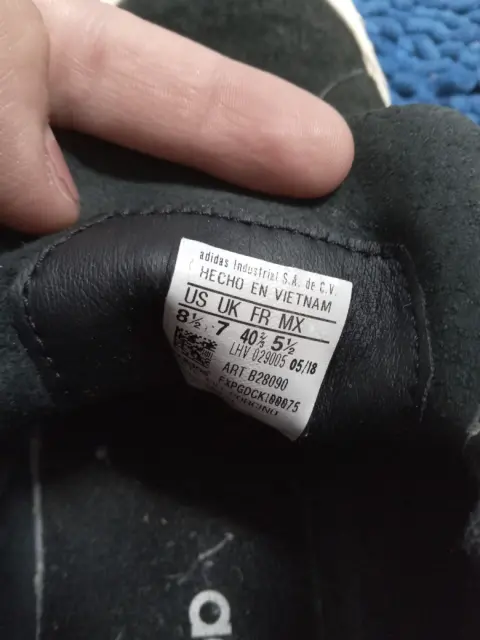 adidas Industrial S.A. de C.V.
HECHO EN VIETNAM
US UK FR MX
8½ 7 40⅔ 5½
LHV 029005 05/18
ART B28090